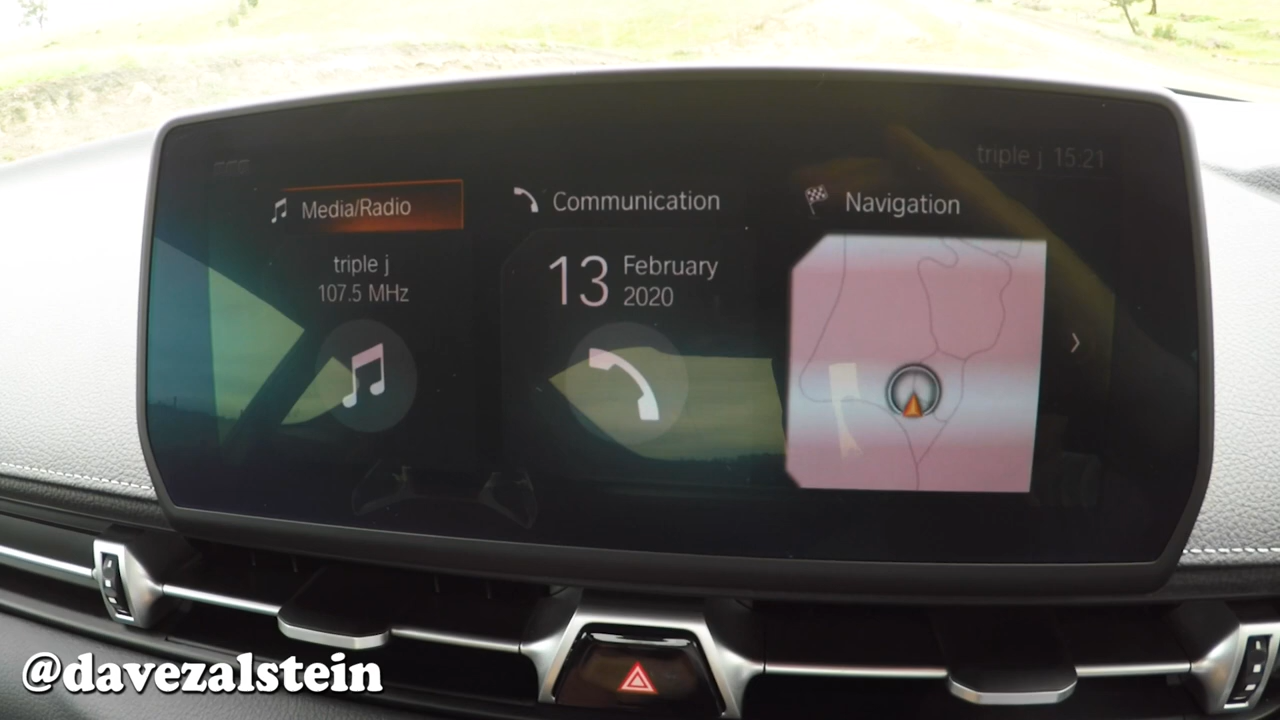 triple j 15:21
Media/Radio
Communication
Navigation
triple j
107.5 MHz
13 February
2020
@davezalstein